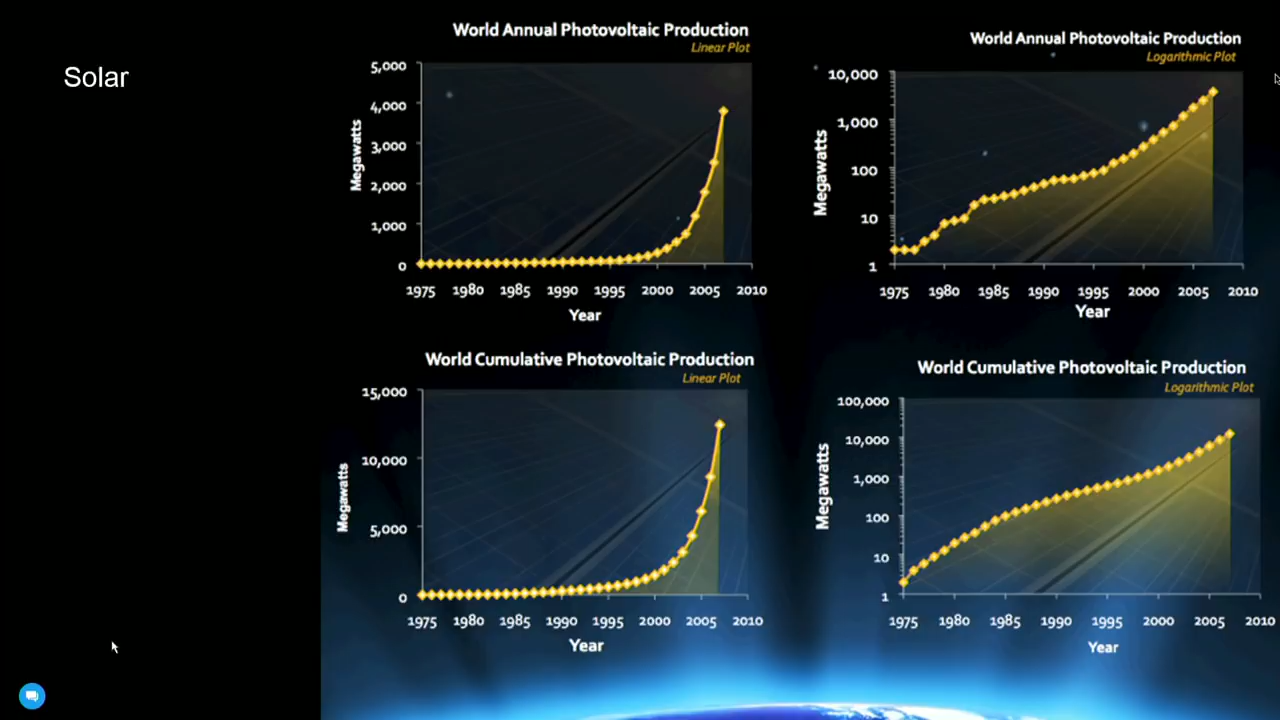 Solar
World Annual Photovoltaic Production
Linear Plot
5,000
4,000
3,000
2,000
1,000
0
Megawatts
1975 1980 1985 1990 1995 2000 2005 2010
Year
World Annual Photovoltaic Production
Logarithmic Plot
10,000
1,000
100
10
1
Megawatts
1975 1980 1985 1990 1995 2000 2005 2010
Year
World Cumulative Photovoltaic Production
Linear Plot
15,000
10,000
5,000
0
Megawatts
1975 1980 1985 1990 1995 2000 2005 2010
Year
World Cumulative Photovoltaic Production
Logarithmic Plot
100,000
10,000
1,000
100
10
1
Megawatts
1975 1980 1985 1990 1995 2000 2005 2010
Year